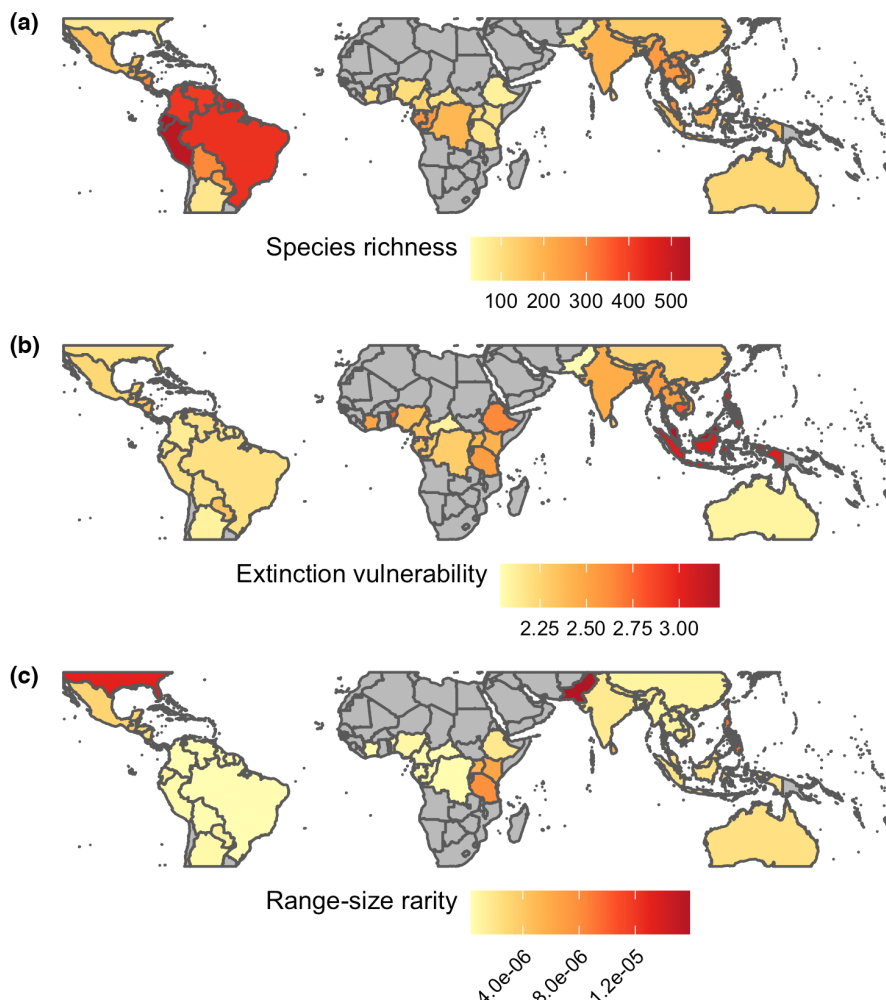 (a)
Species richness
100 200 300 400 500
(b)
Extinction vulnerability
2.25 2.50 2.75 3.00
(c)
Range-size rarity
4.0e-06 8.0e-06 1.2e-05